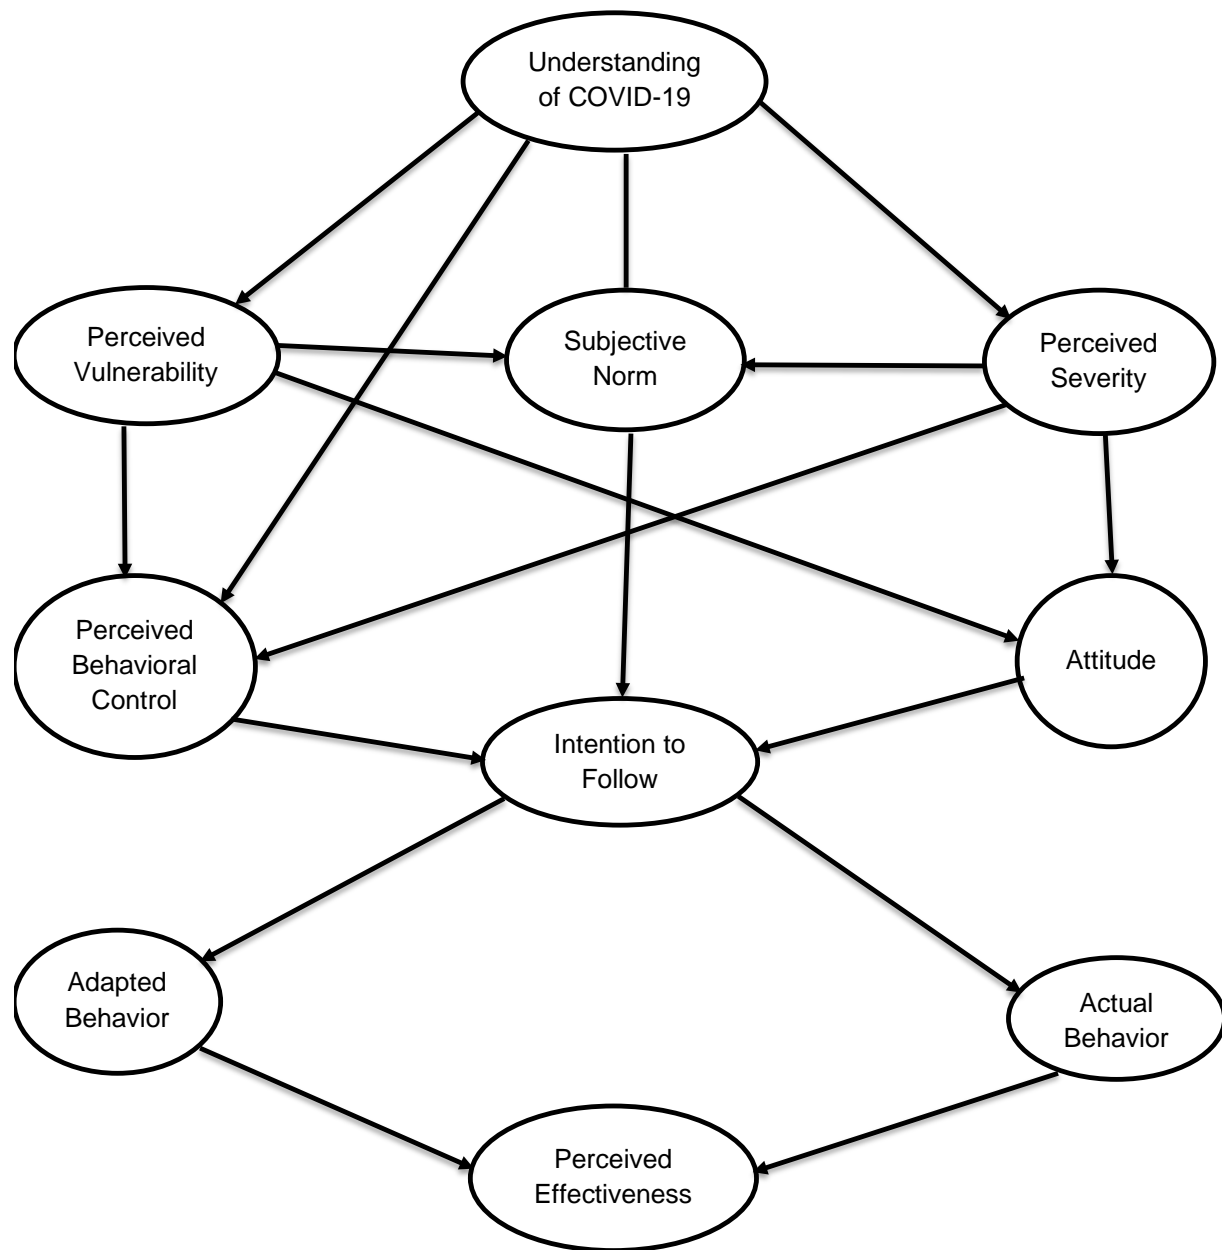 Understanding
of COVID-19
Perceived
Vulnerability
Subjective
Norm
Perceived
Severity
Perceived
Behavioral
Control
Attitude
Intention to
Follow
Adapted
Behavior
Actual
Behavior
Perceived
Effectiveness